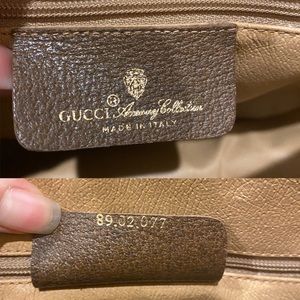 GUCCI ® Accessory Collection
MADE IN ITALY
89.02.077